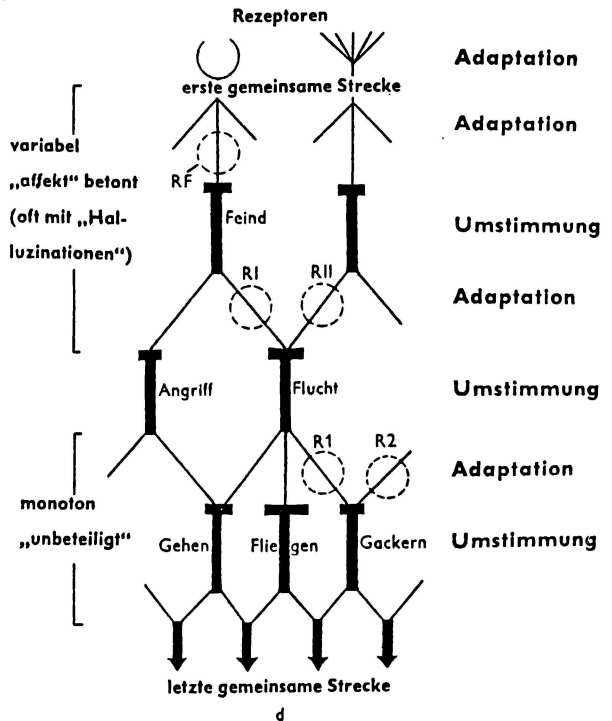 Rezeptoren
Adaptation
erste gemeinsame Strecke
Adaptation
variabel
„affekt“ betont
(oft mit „Hal-
luzinationen“)
RF
Feind
Umstimmung
RI
RII
Adaptation
Angriff
Flucht
Umstimmung
R1
R2
Adaptation
monoton
„unbeteiligt“
Gehen
Fliegen
Gackern
Umstimmung
letzte gemeinsame Strecke
d